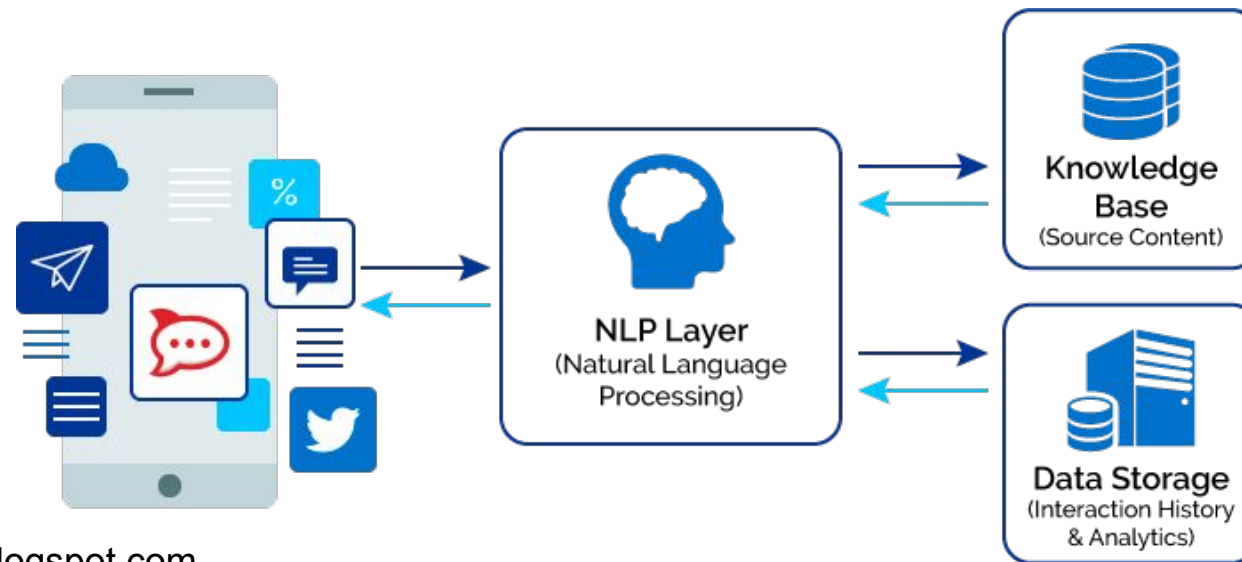 %
NLP Layer
(Natural Language
Processing)
Knowledge
Base
(Source Content)
Data Storage
(Interaction History
& Analytics)